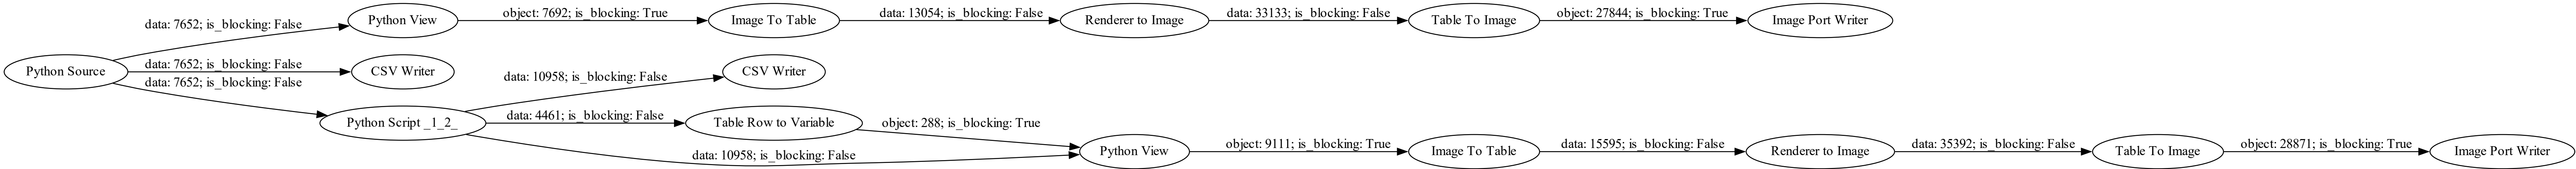 data: 7652; is_blocking: False
Python View
object: 7692; is_blocking: True
Image To Table
data: 13054; is_blocking: False
Renderer to Image
data: 33133; is_blocking: False
Table To Image
object: 27844; is_blocking: True
Image Port Writer
Python Source
data: 7652; is_blocking: False
CSV Writer
data: 10958; is_blocking: False
CSV Writer
data: 7652; is_blocking: False
Python Script _1_2_
data: 4461; is_blocking: False
Table Row to Variable
object: 288; is_blocking: True
data: 10958; is_blocking: False
Python View
object: 9111; is_blocking: True
Image To Table
data: 15595; is_blocking: False
Renderer to Image
data: 35392; is_blocking: False
Table To Image
object: 28871; is_blocking: True
Image Port Writer